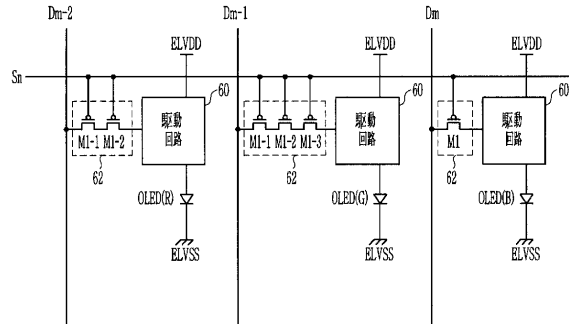 Dm-2 Dm-1 Dm
ELVDD ELVDD ELVDD
Sn
60 60 60
駆動 駆動 駆動
回路 回路 回路
M1-1 M1-2 M1-1 M1-2 M1-3 M1
62 62 62
OLED(R) OLED(G) OLED(B)
ELVSS ELVSS ELVSS